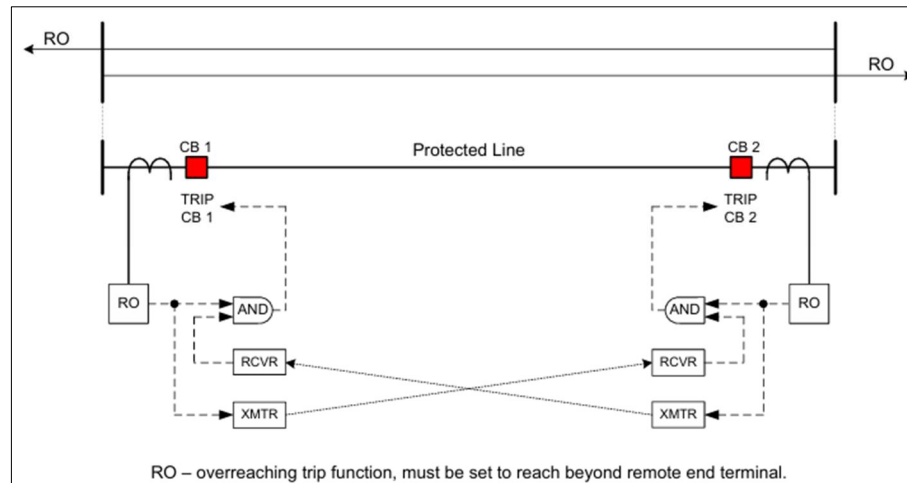 RO
RO
CB 1
Protected Line
CB 2
TRIP
CB 1
TRIP
CB 2
RO
AND
AND
RO
RCVR
RCVR
XMTR
XMTR
RO – overreaching trip function, must be set to reach beyond remote end terminal.